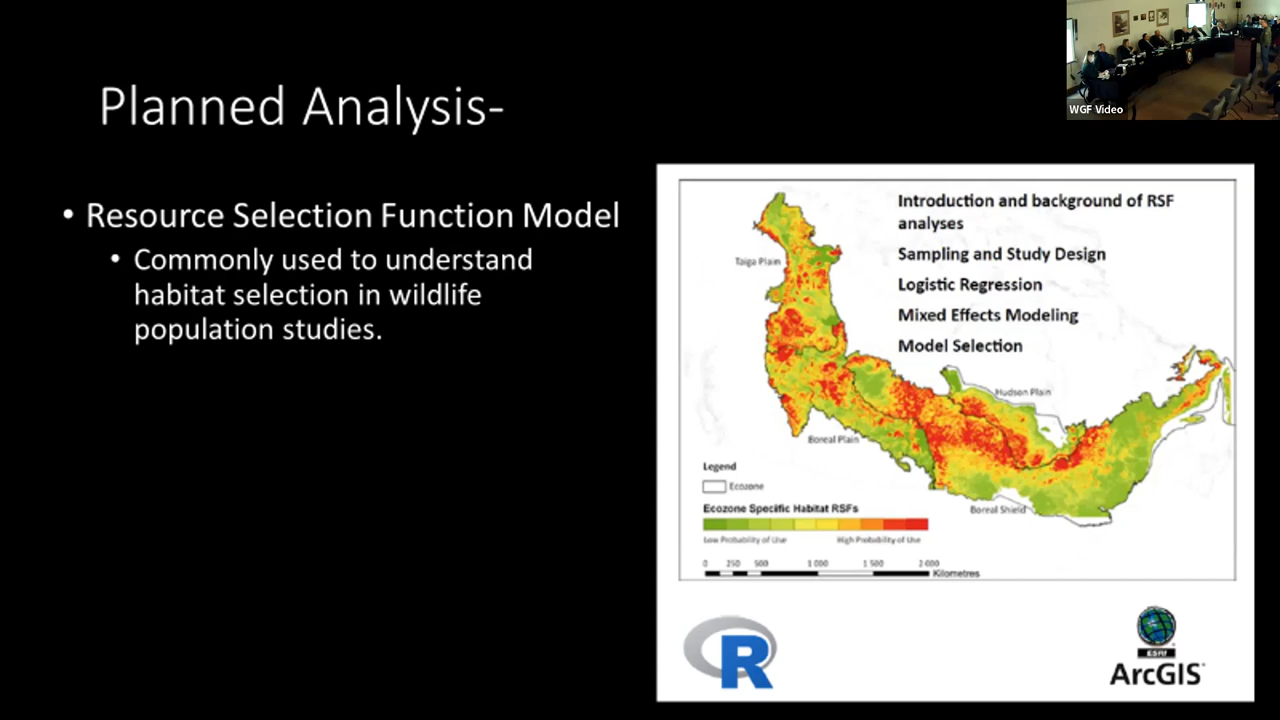 WGF Video
Planned Analysis-
• Resource Selection Function Model
• Commonly used to understand
habitat selection in wildlife
population studies.
Introduction and background of RSF
analyses
Sampling and Study Design
Logistic Regression
Mixed Effects Modeling
Model Selection
Taiga Plain
Hudson Plain
Boreal Plain
Boreal Shield
Legend
Ecozone
Ecozone Specific Habitat RSFs
Low Probability of Use High Probability of Use
0 250 500 1 000 1 500 2 000
Kilometres
R
ESRI
ArcGIS